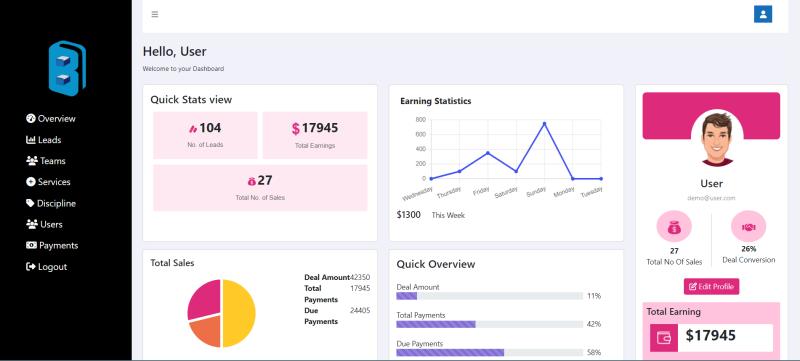 Overview
Leads
Teams
Services
Discipline
Users
Payments
Logout
Hello, User
Welcome to your Dashboard
Quick Stats view
104
No. of Leads
$17945
Total Earnings
27
Total No. of Sales
Earning Statistics
800
600
400
200
0
Wednesday
Thursday
Friday
Saturday
Sunday
Monday
Tuesday
$1300 This Week
User
demo@user.com
27
Total No Of Sales
26%
Deal Conversion
Edit Profile
Total Earning
$17945
Total Sales
Deal Amount 42350
Total 17945
Payments
Due 24405
Payments
Quick Overview
Deal Amount
11%
Total Payments
42%
Due Payments
58%